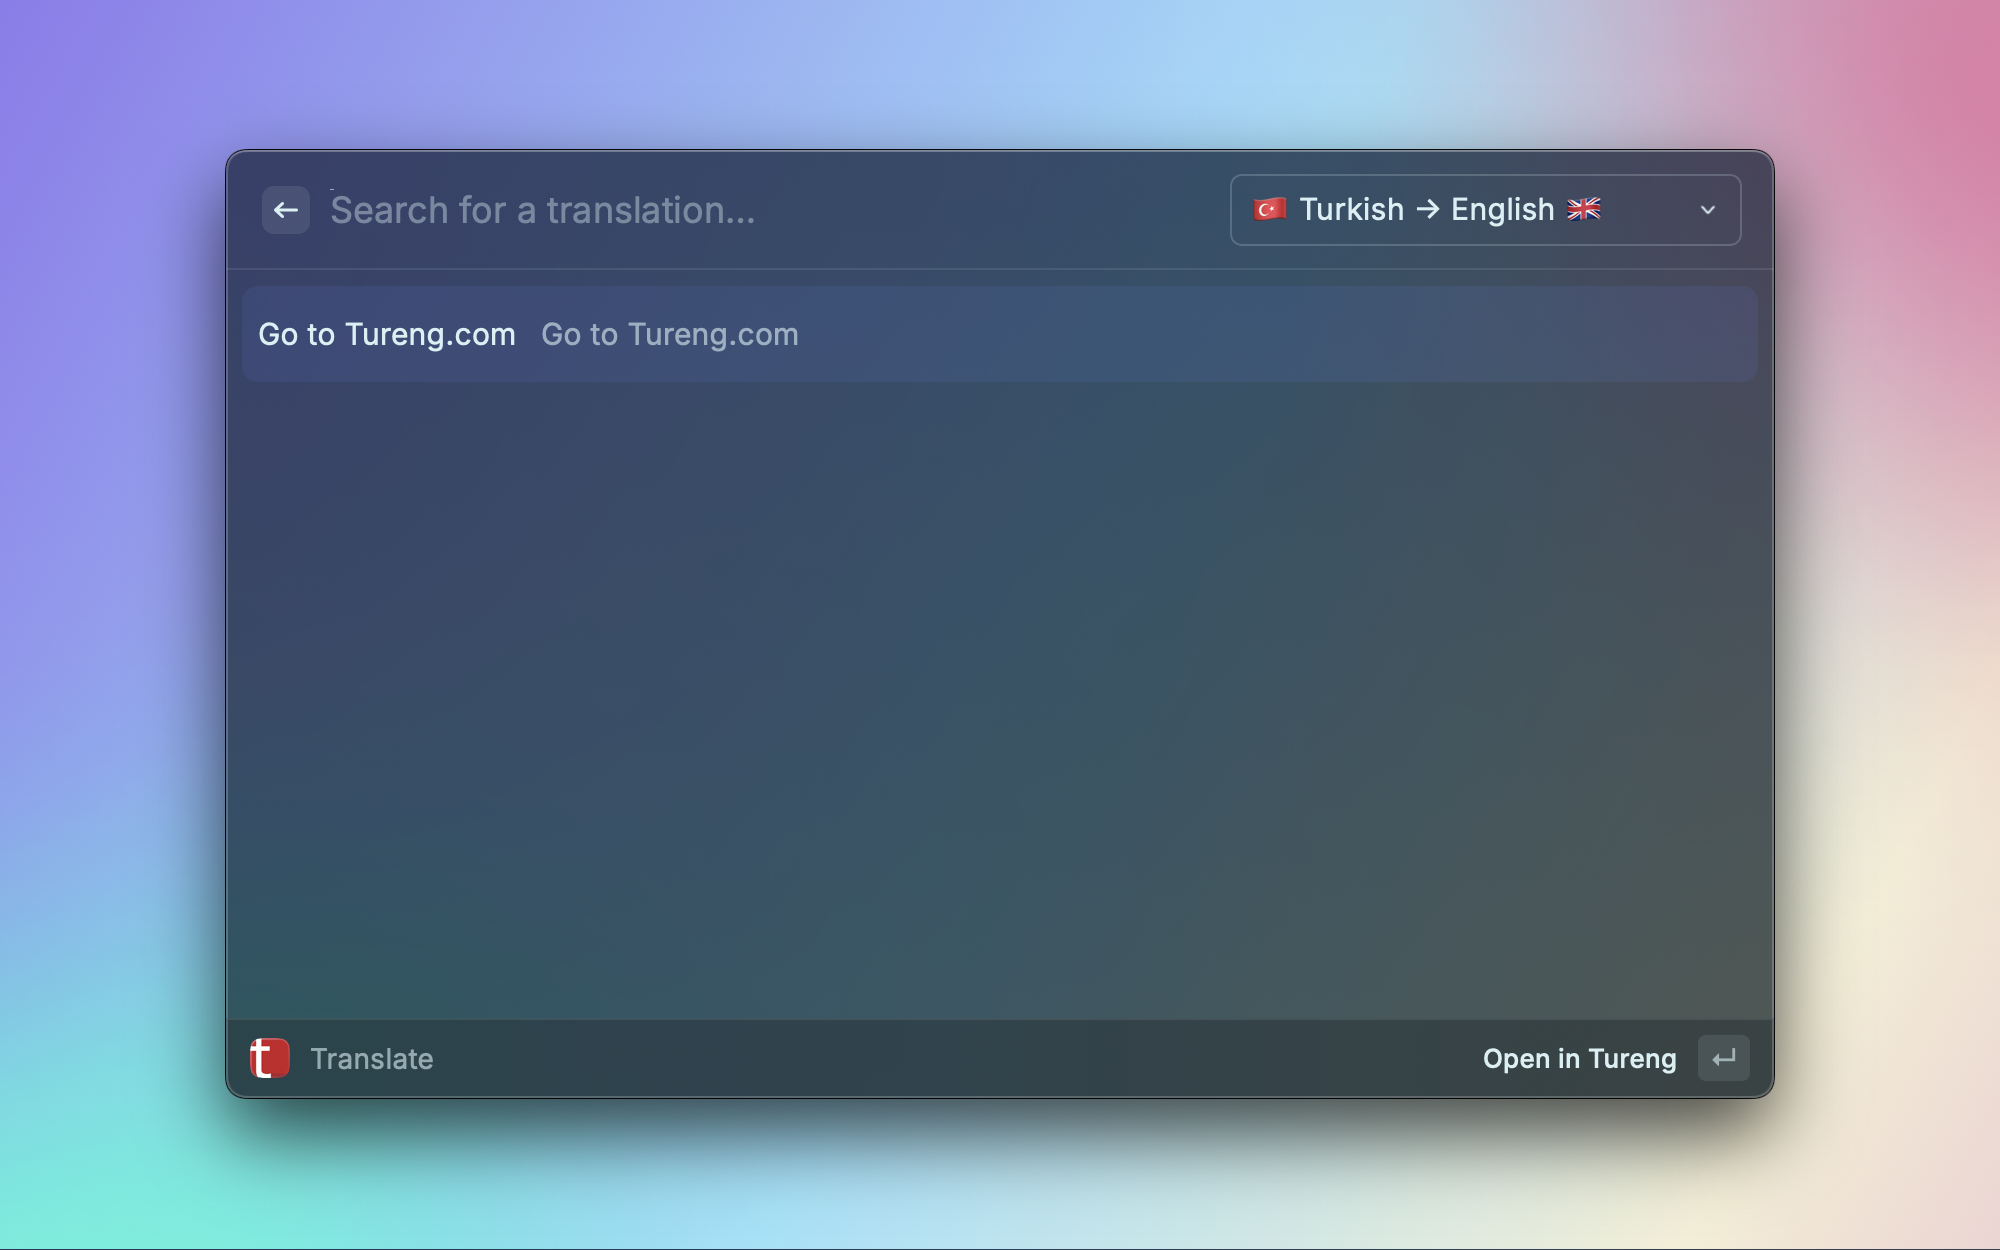 Search for a translation...
🇹🇷 Turkish → English 🇬🇧
Go to Tureng.com Go to Tureng.com
t Translate
Open in Tureng